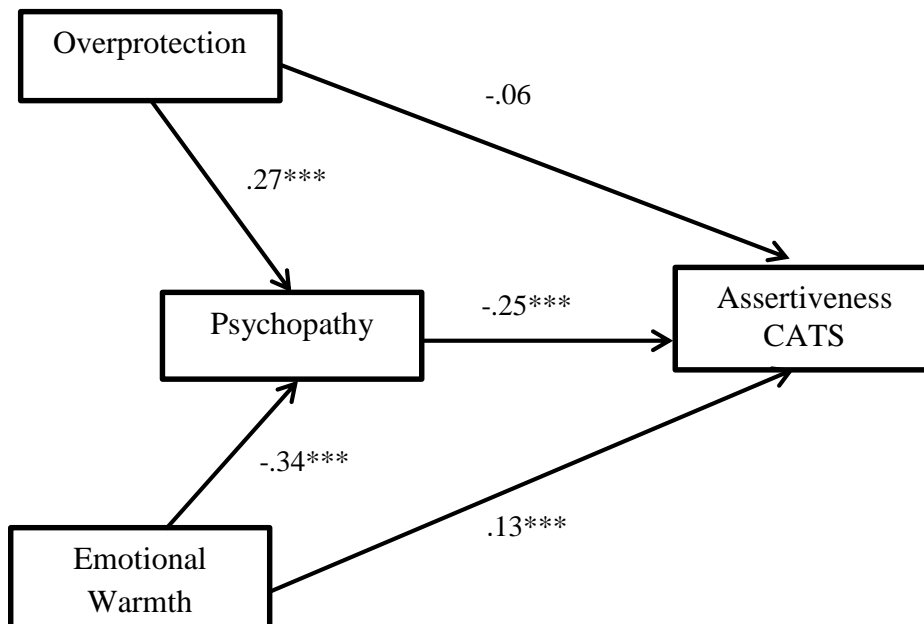 Overprotection
-.06
.27***
Psychopathy
-.25***
Assertiveness
CATS
-.34***
.13***
Emotional
Warmth